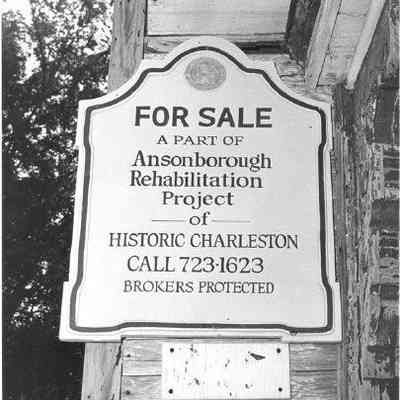 FOR SALE
A PART OF
Ansonborough
Rehabilitation
Project
of
HISTORIC CHARLESTON
CALL 723·1623
BROKERS PROTECTED